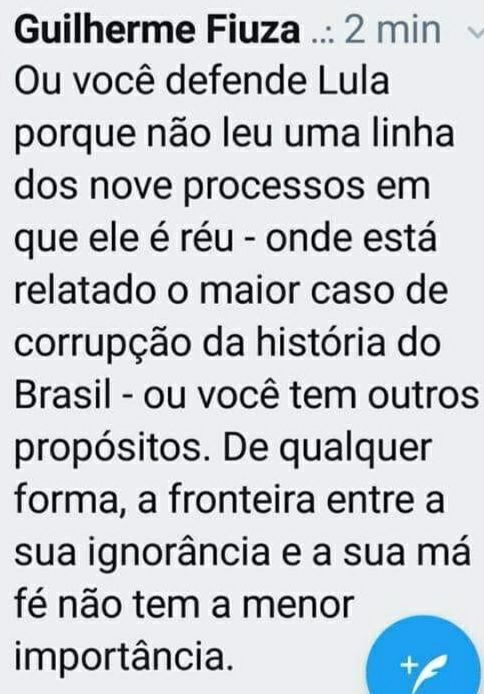 Guilherme Fiuza ..: 2 min
Ou você defende Lula
porque não leu uma linha
dos nove processos em
que ele é réu - onde está
relatado o maior caso de
corrupção da história do
Brasil - ou você tem outros
propósitos. De qualquer
forma, a fronteira entre a
sua ignorância e a sua má
fé não tem a menor
importância.